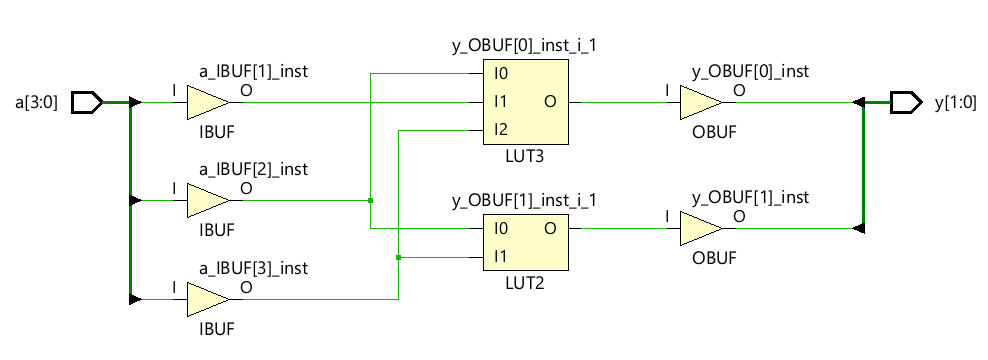 y_OBUF[0]_inst_i_1
a_IBUF[1]_inst
I0
y_OBUF[0]_inst
I O
I O
a[3:0]
I1 O
y[1:0]
I2
IBUF
OBUF
LUT3
a_IBUF[2]_inst
I O
y_OBUF[1]_inst_i_1
y_OBUF[1]_inst
I O
I0 O
IBUF
I1
OBUF
a_IBUF[3]_inst
LUT2
I O
IBUF